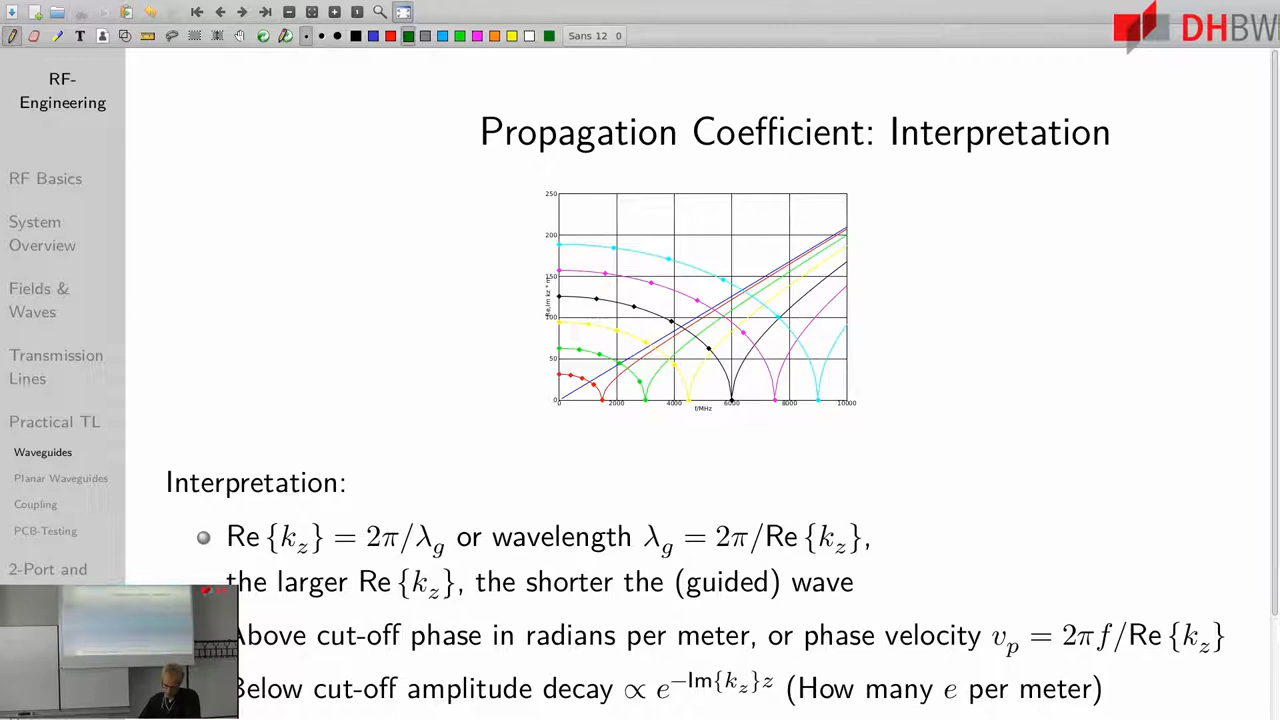 Sans 12 0
DHBW
RF-
Engineering
RF Basics
System
Overview
Fields &
Waves
Transmission
Lines
Practical TL
Waveguides
Planar Waveguides
Coupling
PCB-Testing
2-Port and
Propagation Coefficient: Interpretation
250
200
150
100
50
0
0 2000 4000 6000 8000 10000
f/MHz
Interpretation:
Re {k_z} = 2π/λ_g or wavelength λ_g = 2π/Re {k_z},
the larger Re {k_z}, the shorter the (guided) wave
Above cut-off phase in radians per meter, or phase velocity v_p = 2πf/Re {k_z}
Below cut-off amplitude decay ∝ e^{-Im{k_z}z} (How many e per meter)